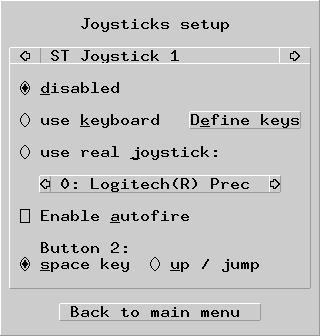 Joysticks setup
ST Joystick 1
disabled
use keyboard Define keys
use real joystick:
0: Logitech(R) Prec
Enable autofire
Button 2:
space key up / jump
Back to main menu